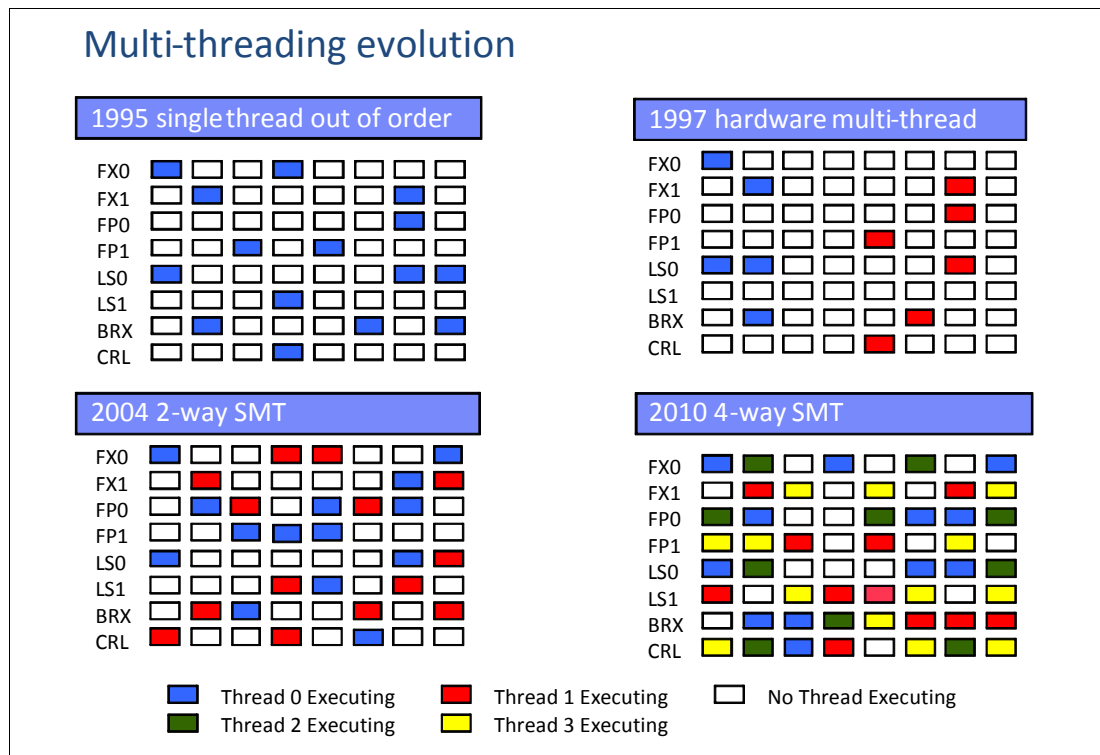 Multi-threading evolution
1995 single thread out of order
FX0
FX1
FP0
FP1
LS0
LS1
BRX
CRL
1997 hardware multi-thread
FX0
FX1
FP0
FP1
LS0
LS1
BRX
CRL
2004 2-way SMT
FX0
FX1
FP0
FP1
LS0
LS1
BRX
CRL
2010 4-way SMT
FX0
FX1
FP0
FP1
LS0
LS1
BRX
CRL
Thread 0 Executing
Thread 1 Executing
No Thread Executing
Thread 2 Executing
Thread 3 Executing